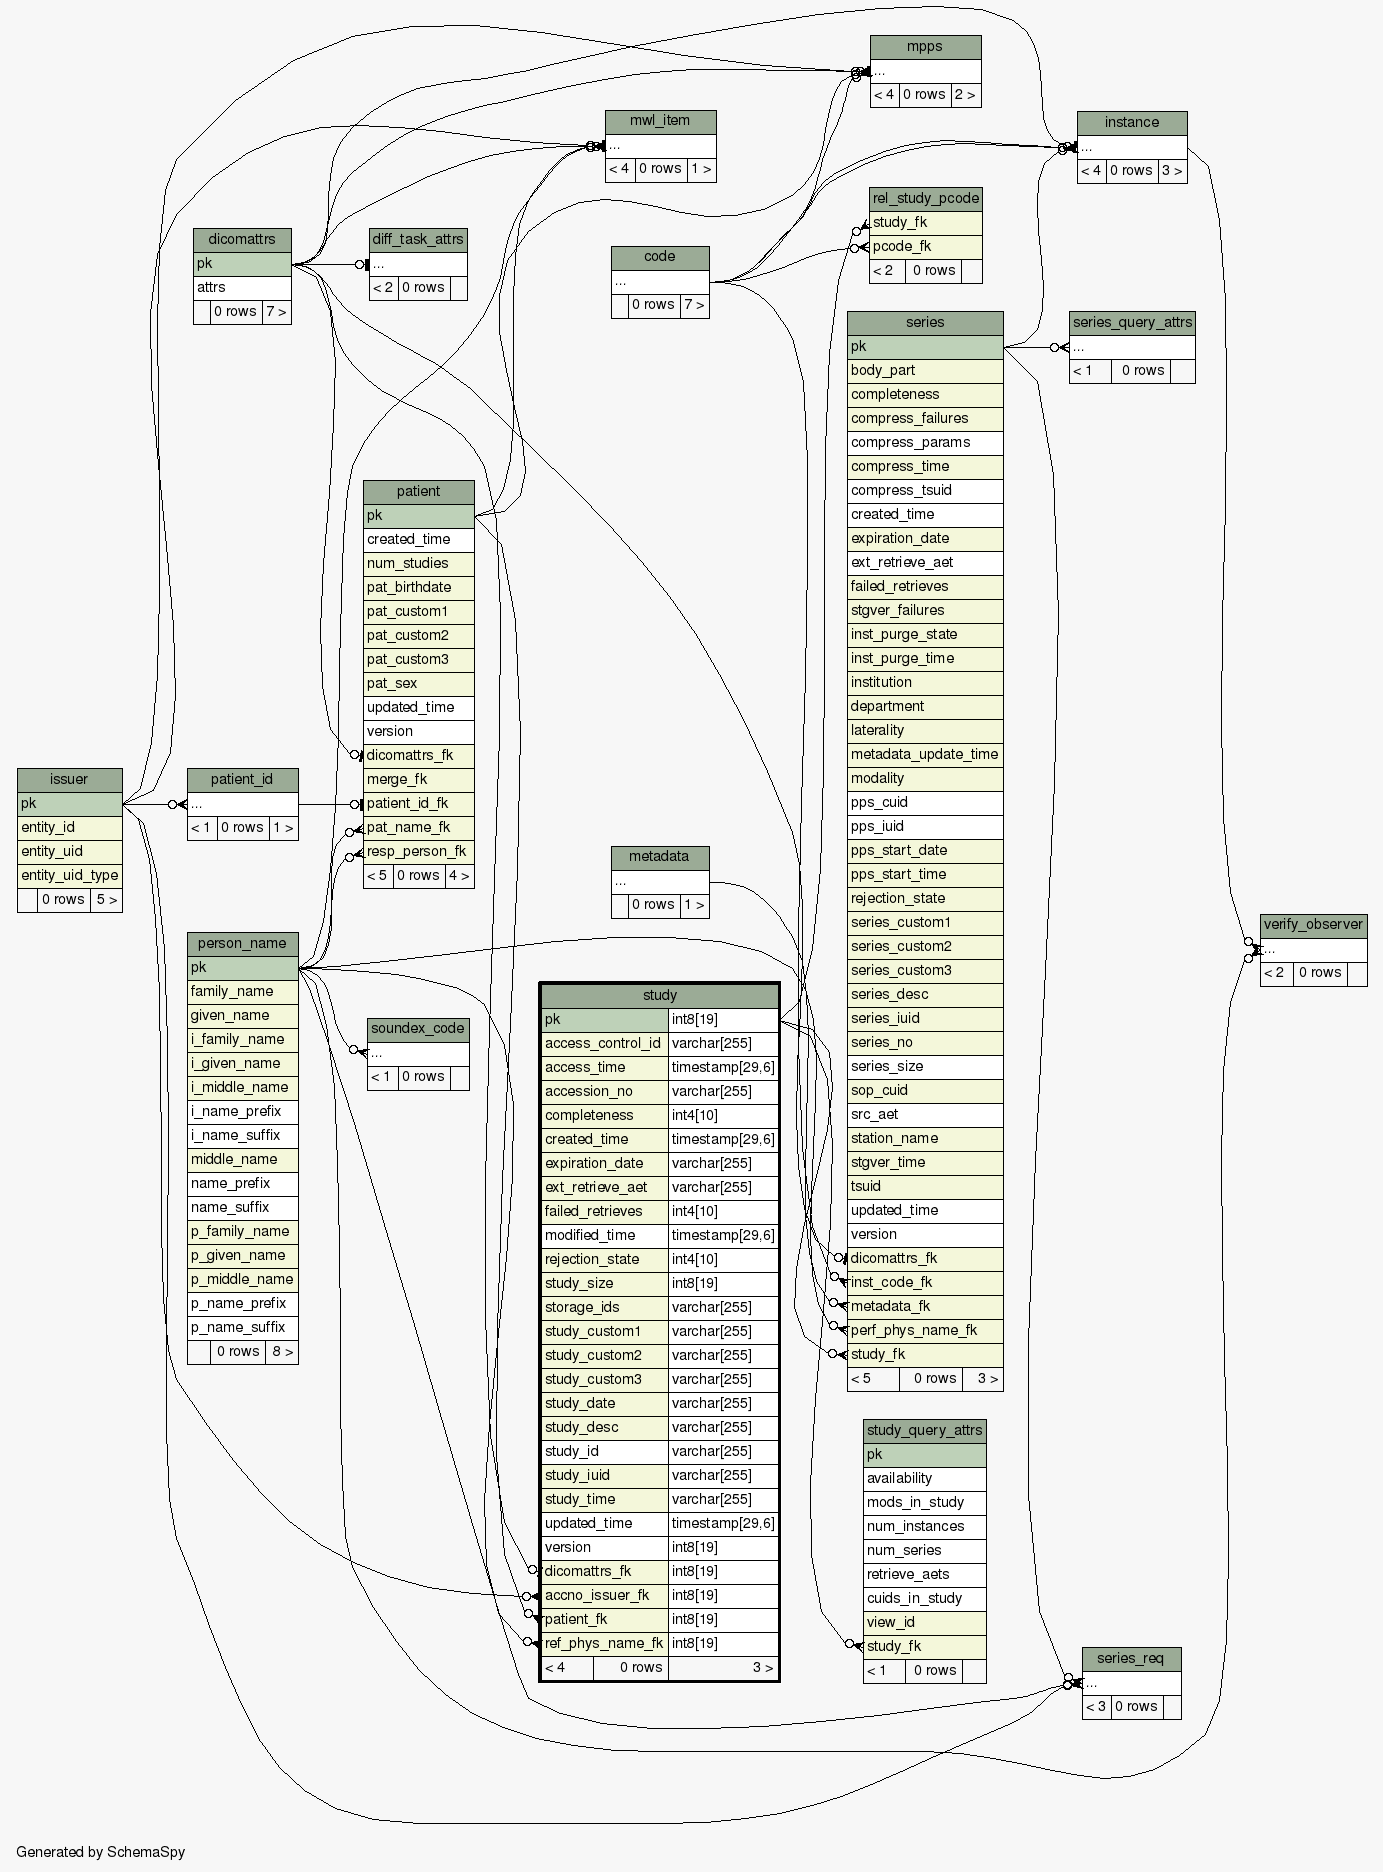 mpps
...
< 4 0 rows 2 >
mwl_item
...
< 4 0 rows 1 >
instance
...
< 4 0 rows 3 >
rel_study_pcode
study_fk
pcode_fk
< 2 0 rows
dicomattrs
pk
attrs
0 rows 7 >
diff_task_attrs
...
< 2 0 rows
code
...
0 rows 7 >
series
pk
body_part
completeness
compress_failures
compress_params
compress_time
compress_tsuid
created_time
expiration_date
ext_retrieve_aet
failed_retrieves
stgver_failures
inst_purge_state
inst_purge_time
institution
department
laterality
metadata_update_time
modality
pps_cuid
pps_iuid
pps_start_date
pps_start_time
rejection_state
series_custom1
series_custom2
series_custom3
series_desc
series_iuid
series_no
series_size
sop_cuid
src_aet
station_name
stgver_time
tsuid
updated_time
version
dicomattrs_fk
inst_code_fk
metadata_fk
perf_phys_name_fk
study_fk
< 5 0 rows 3 >
series_query_attrs
...
< 1 0 rows
patient
pk
created_time
num_studies
pat_birthdate
pat_custom1
pat_custom2
pat_custom3
pat_sex
updated_time
version
dicomattrs_fk
merge_fk
patient_id_fk
pat_name_fk
resp_person_fk
< 5 0 rows 4 >
issuer
pk
entity_id
entity_uid
entity_uid_type
0 rows 5 >
patient_id
...
< 1 0 rows 1 >
metadata
...
0 rows 1 >
verify_observer
...
< 2 0 rows
person_name
pk
family_name
given_name
i_family_name
i_given_name
i_middle_name
i_name_prefix
i_name_suffix
middle_name
name_prefix
name_suffix
p_family_name
p_given_name
p_middle_name
p_name_prefix
p_name_suffix
0 rows 8 >
soundex_code
...
< 1 0 rows
study
pk int8[19]
access_control_id varchar[255]
access_time timestamp[29,6]
accession_no varchar[255]
completeness int4[10]
created_time timestamp[29,6]
expiration_date varchar[255]
ext_retrieve_aet varchar[255]
failed_retrieves int4[10]
modified_time timestamp[29,6]
rejection_state int4[10]
study_size int8[19]
storage_ids varchar[255]
study_custom1 varchar[255]
study_custom2 varchar[255]
study_custom3 varchar[255]
study_date varchar[255]
study_desc varchar[255]
study_id varchar[255]
study_iuid varchar[255]
study_time varchar[255]
updated_time timestamp[29,6]
version int8[19]
dicomattrs_fk int8[19]
accno_issuer_fk int8[19]
patient_fk int8[19]
ref_phys_name_fk int8[19]
< 4 0 rows 3 >
study_query_attrs
pk
availability
mods_in_study
num_instances
num_series
retrieve_aets
cuids_in_study
view_id
study_fk
< 1 0 rows
series_req
...
< 3 0 rows
Generated by SchemaSpy